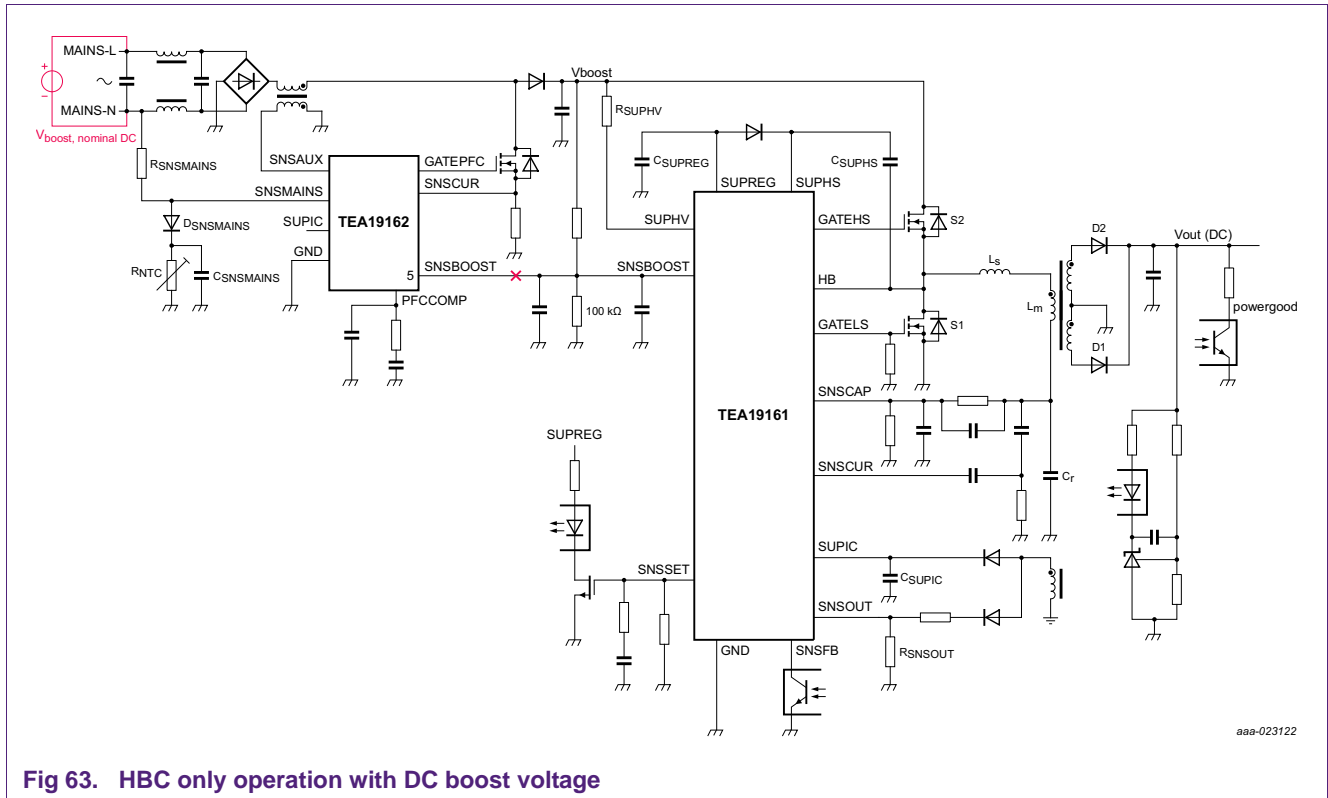 MAINS-L
Vboost
+
RSUPHV
−
MAINS-N
Vboost, nominal DC
CSUPREG
CSUPHS
RSNSMAINS
SNSAUX
GATEPFC
SUPREG
SUPHS
D2
Vout (DC)
SNSMAINS
SNSCUR
SUPHV
GATEHS
S2
DSNSMAINS
SUPIC
TEA19162
Ls
GND
RNTC
CSNSMAINS
5
SNSBOOST
SNSBOOST
HB
Lm
powergood
PFCCOMP
100 kΩ
GATELS
S1
D1
SNSCAP
TEA19161
SUPREG
SNSCUR
Cr
SUPIC
SNSSET
CSUPIC
SNSOUT
GND
SNSFB
RSNSOUT
aaa-023122
Fig 63. HBC only operation with DC boost voltage